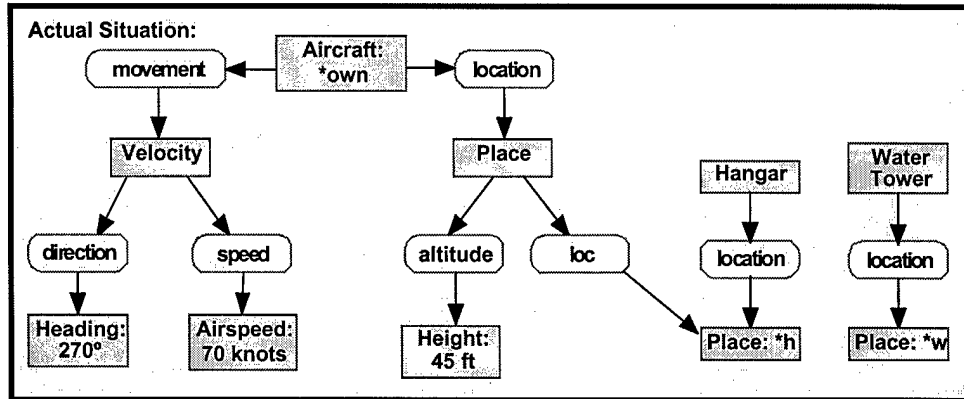 Actual Situation:
Aircraft:
*own
movement
location
Velocity
Place
Hangar
Water
Tower
direction
speed
altitude
loc
location
location
Heading:
270º
Airspeed:
70 knots
Height:
45 ft
Place: *h
Place: *w